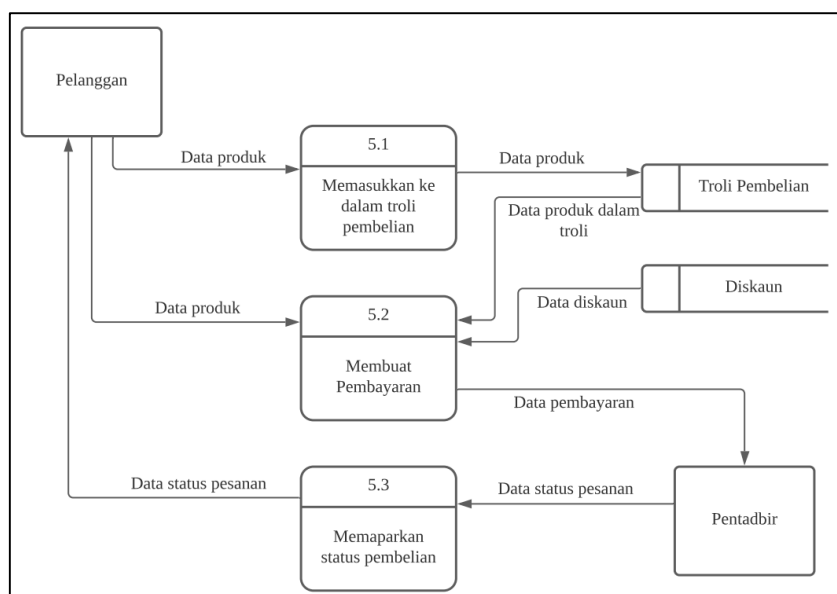 Pelanggan
Data produk
5.1
Memasukkan ke
dalam troli
pembelian
Data produk
Troli Pembelian
Data produk dalam
troli
Diskaun
Data diskaun
Data produk
5.2
Membuat
Pembayaran
Data pembayaran
Data status pesanan
5.3
Memaparkan
status pembelian
Data status pesanan
Pentadbir